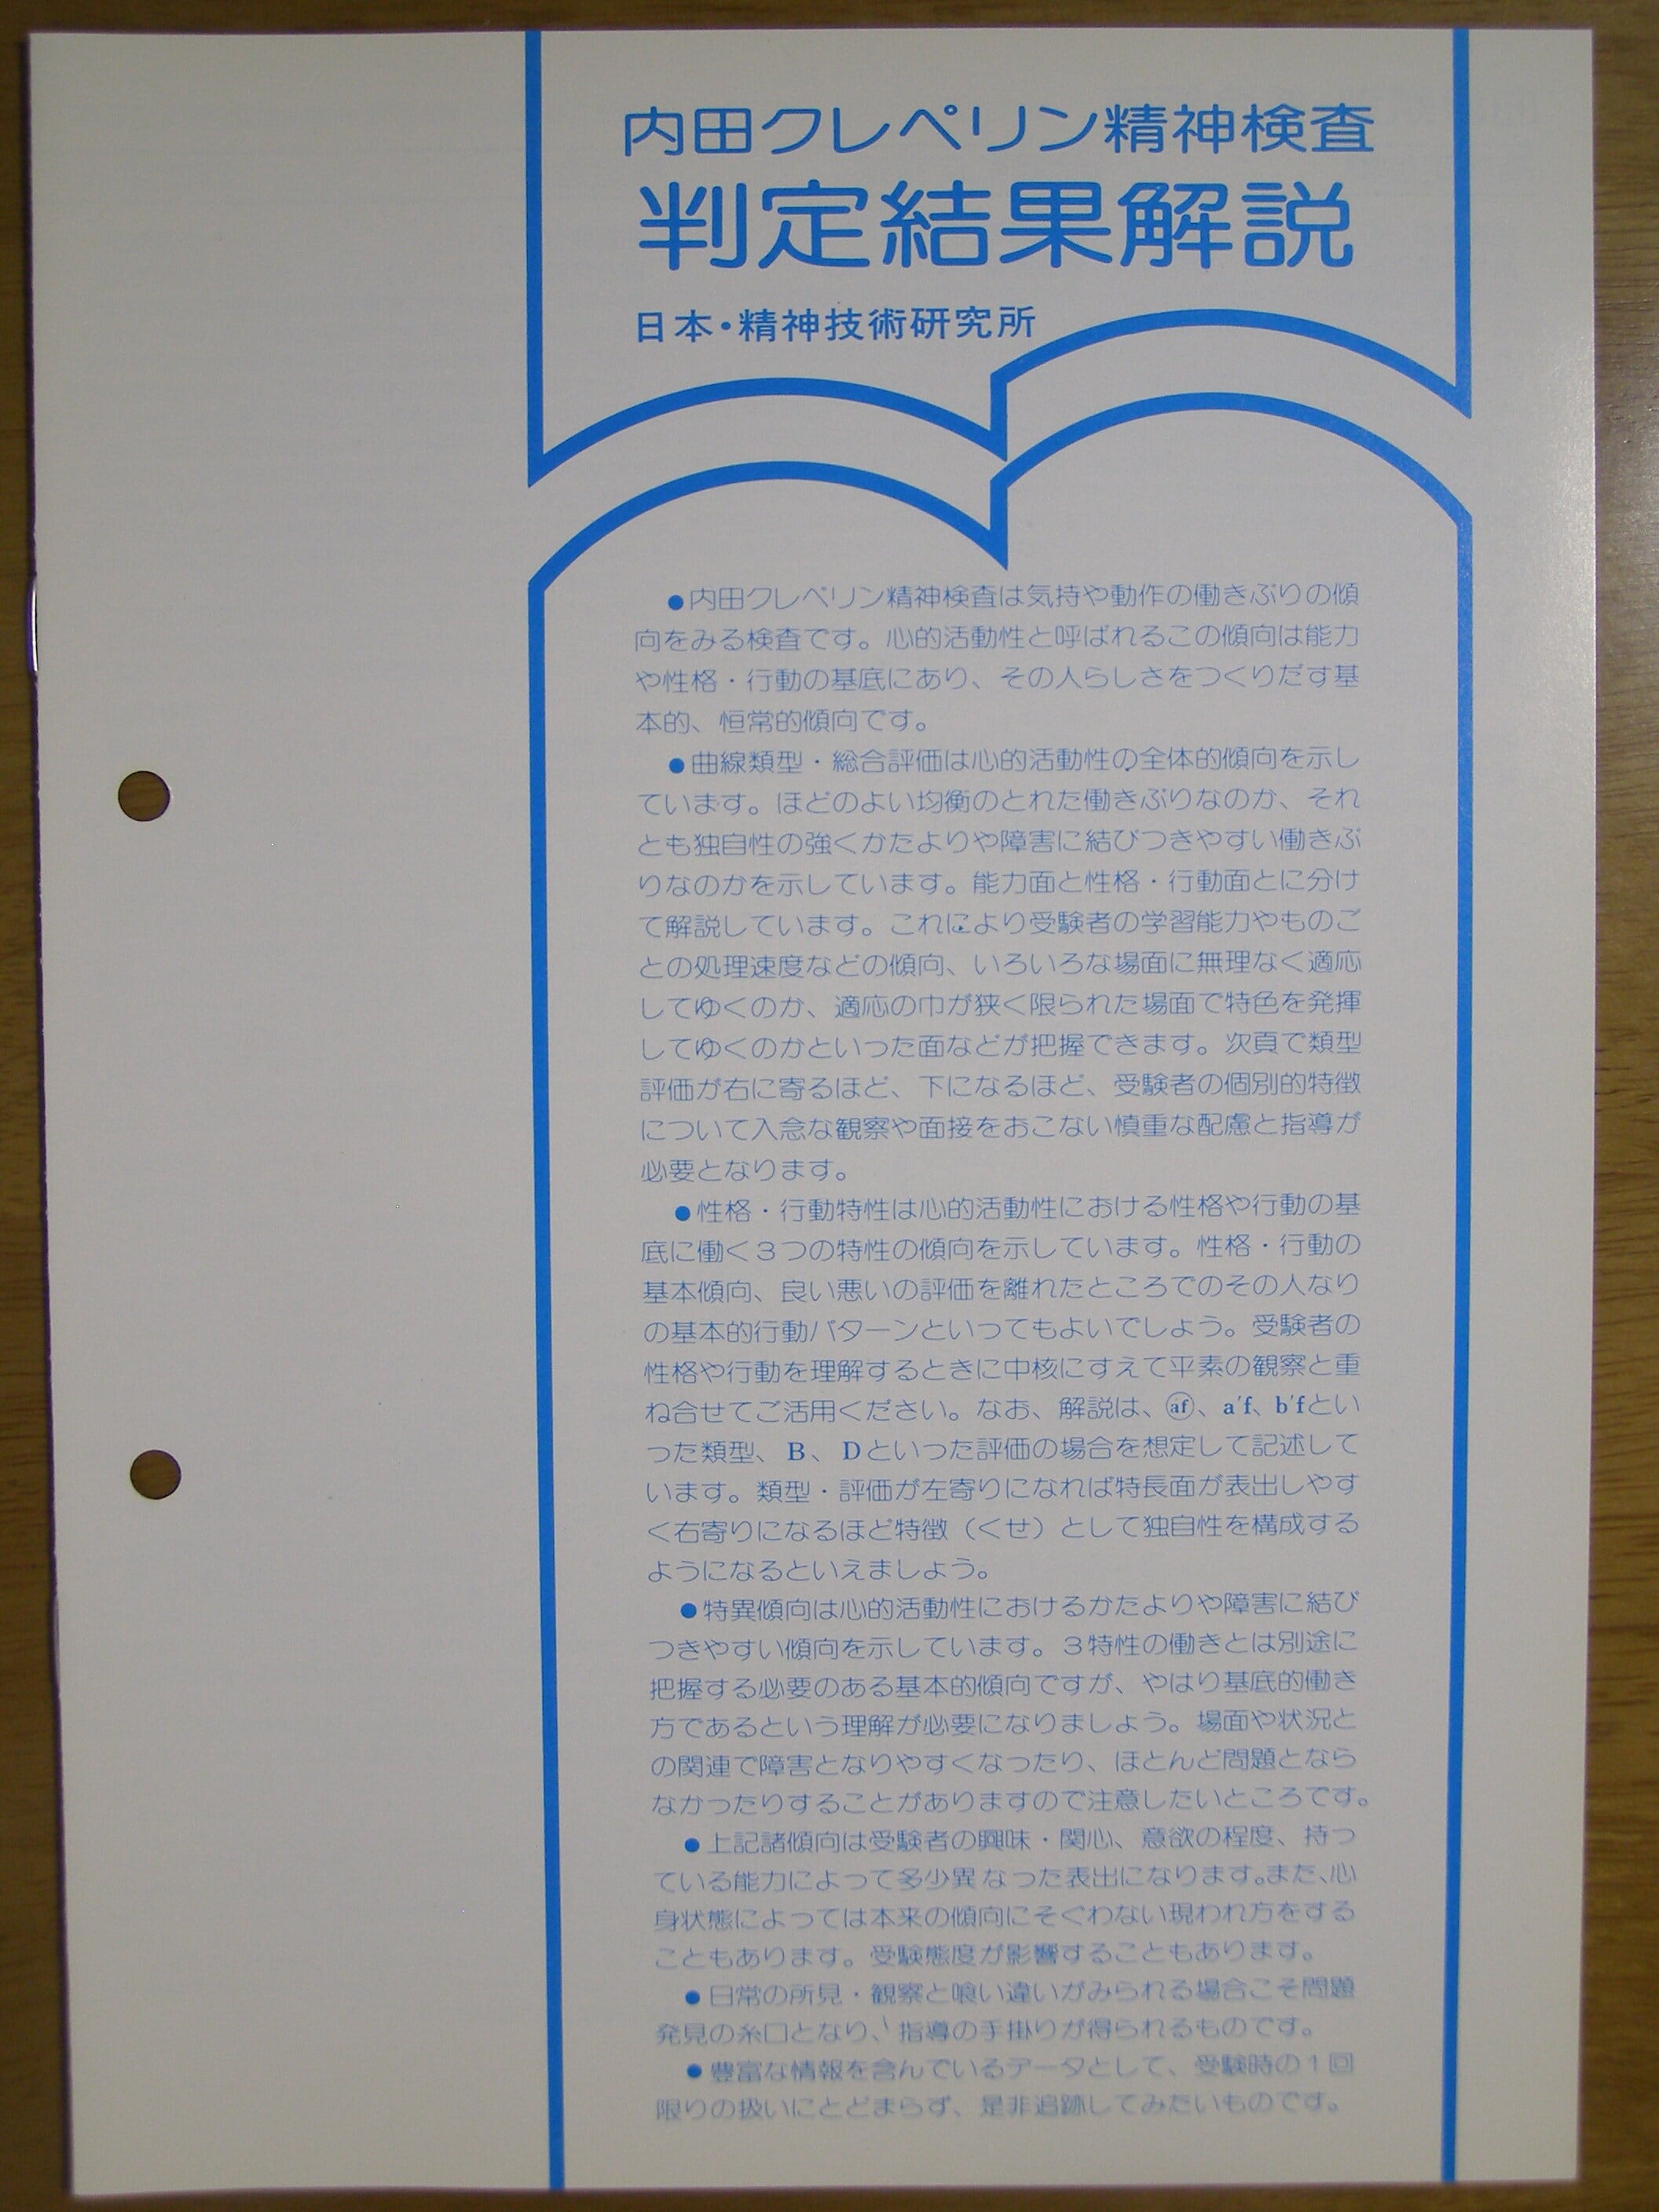 内田クレペリン精神検査
判定結果解説
日本・精神技術研究所
●内田クレペリン精神検査は気持や動作の働きぶりの傾
向をみる検査です。心的活動性と呼ばれるこの傾向は能力
や性格・行動の基底にあり、その人らしさをつくりだす基
本的、恒常的傾向です。
●曲線類型・総合評価は心的活動性の全体的傾向を示し
ています。ほどのよい均衡のとれた働きぶりなのか、それ
とも独自性の強くかたよりや障害に結びつきやすい働きぶ
りなのかを示しています。能力面と性格・行動面とに分け
て解説しています。これにより受験者の学習能力やものご
との処理速度などの傾向、いろいろな場面に無理なく適応
してゆくのか、適応の巾が狭く限られた場面で特色を発揮
してゆくのかといった面などが把握できます。次頁で類型
評価が右に寄るほど、下になるほど、受験者の個別的特徴
について入念な観察や面接をおこない慎重な配慮と指導が
必要となります。
●性格・行動特性は心的活動性における性格や行動の基
底に働く３つの特性の傾向を示しています。性格・行動の
基本傾向、良い悪いの評価を離れたところでのその人なり
の基本的行動パターンといってもよいでしょう。受験者の
性格や行動を理解するときに中核にすえて平素の観察と重
ね合せてご活用ください。なお、解説は、af、a'f、b'fとい
った類型、B、Dといった評価の場合を想定して記述して
います。類型・評価が左寄りになれば特長面が表出しやす
く右寄りになるほど特徴（くせ）として独自性を構成する
ようになるといえましょう。
●特異傾向は心的活動性におけるかたよりや障害に結び
つきやすい傾向を示しています。３特性の働きとは別途に
把握する必要のある基本的傾向ですが、やはり基底的働き
方であるという理解が必要になりましょう。場面や状況と
の関連で障害となりやすくなったり、ほとんど問題となら
なかったりすることがありますので注意したいところです。
●上記諸傾向は受験者の興味・関心、意欲の程度、持っ
ている能力によって多少異なった表出になります。また、心
身状態によっては本来の傾向にそぐわない現われ方をする
こともあります。受験態度が影響することもあります。
●日常の所見・観察と喰い違いがみられる場合こそ問題
発見の糸口となり、指導の手掛りが得られるものです。
●豊富な情報を含んでいるデータとして、受験時の１回
限りの扱いにとどまらず、是非追跡してみたいものです。